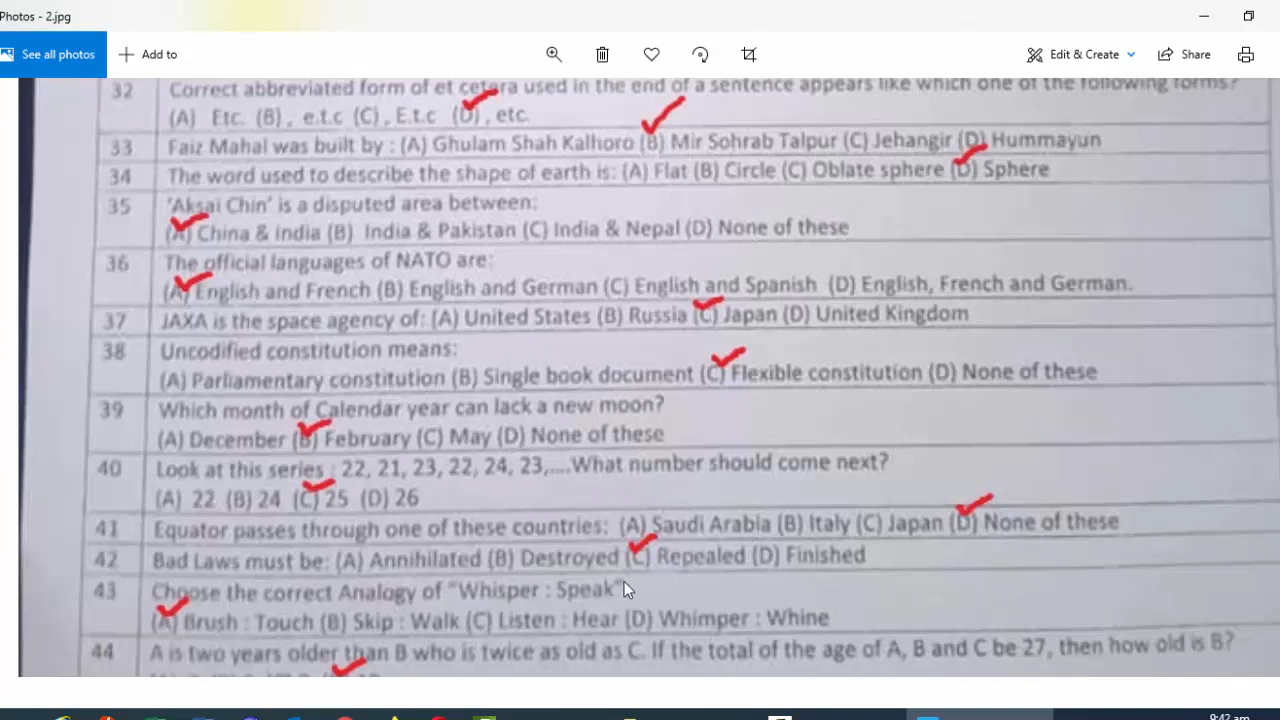 Photos - 2.jpg
See all photos
Add to
Edit & Create
Share
32 Correct abbreviated form of et cetera used in the end of a sentence appears like which one of the following forms?
(A) Etc. (B) , e.t.c (C) , E.t.c (D) , etc.
33 Faiz Mahal was built by : (A) Ghulam Shah Kalhoro (B) Mir Sohrab Talpur (C) Jehangir (D) Hummayun
34 The word used to describe the shape of earth is: (A) Flat (B) Circle (C) Oblate sphere (D) Sphere
35 'Aksai Chin' is a disputed area between:
(A) China & India (B) India & Pakistan (C) India & Nepal (D) None of these
36 The official languages of NATO are:
(A) English and French (B) English and German (C) English and Spanish (D) English, French and German.
37 JAXA is the space agency of: (A) United States (B) Russia (C) Japan (D) United Kingdom
38 Uncodified constitution means:
(A) Parliamentary constitution (B) Single book document (C) Flexible constitution (D) None of these
39 Which month of Calendar year can lack a new moon?
(A) December (B) February (C) May (D) None of these
40 Look at this series : 22, 21, 23, 22, 24, 23,....What number should come next?
(A) 22 (B) 24 (C) 25 (D) 26
41 Equator passes through one of these countries: (A) Saudi Arabia (B) Italy (C) Japan (D) None of these
42 Bad Laws must be: (A) Annihilated (B) Destroyed (C) Repealed (D) Finished
43 Choose the correct Analogy of "Whisper : Speak"
(A) Brush : Touch (B) Skip : Walk (C) Listen : Hear (D) Whimper : Whine
44 A is two years older than B who is twice as old as C. If the total of the age of A, B and C be 27, then how old is B?
9:42 am